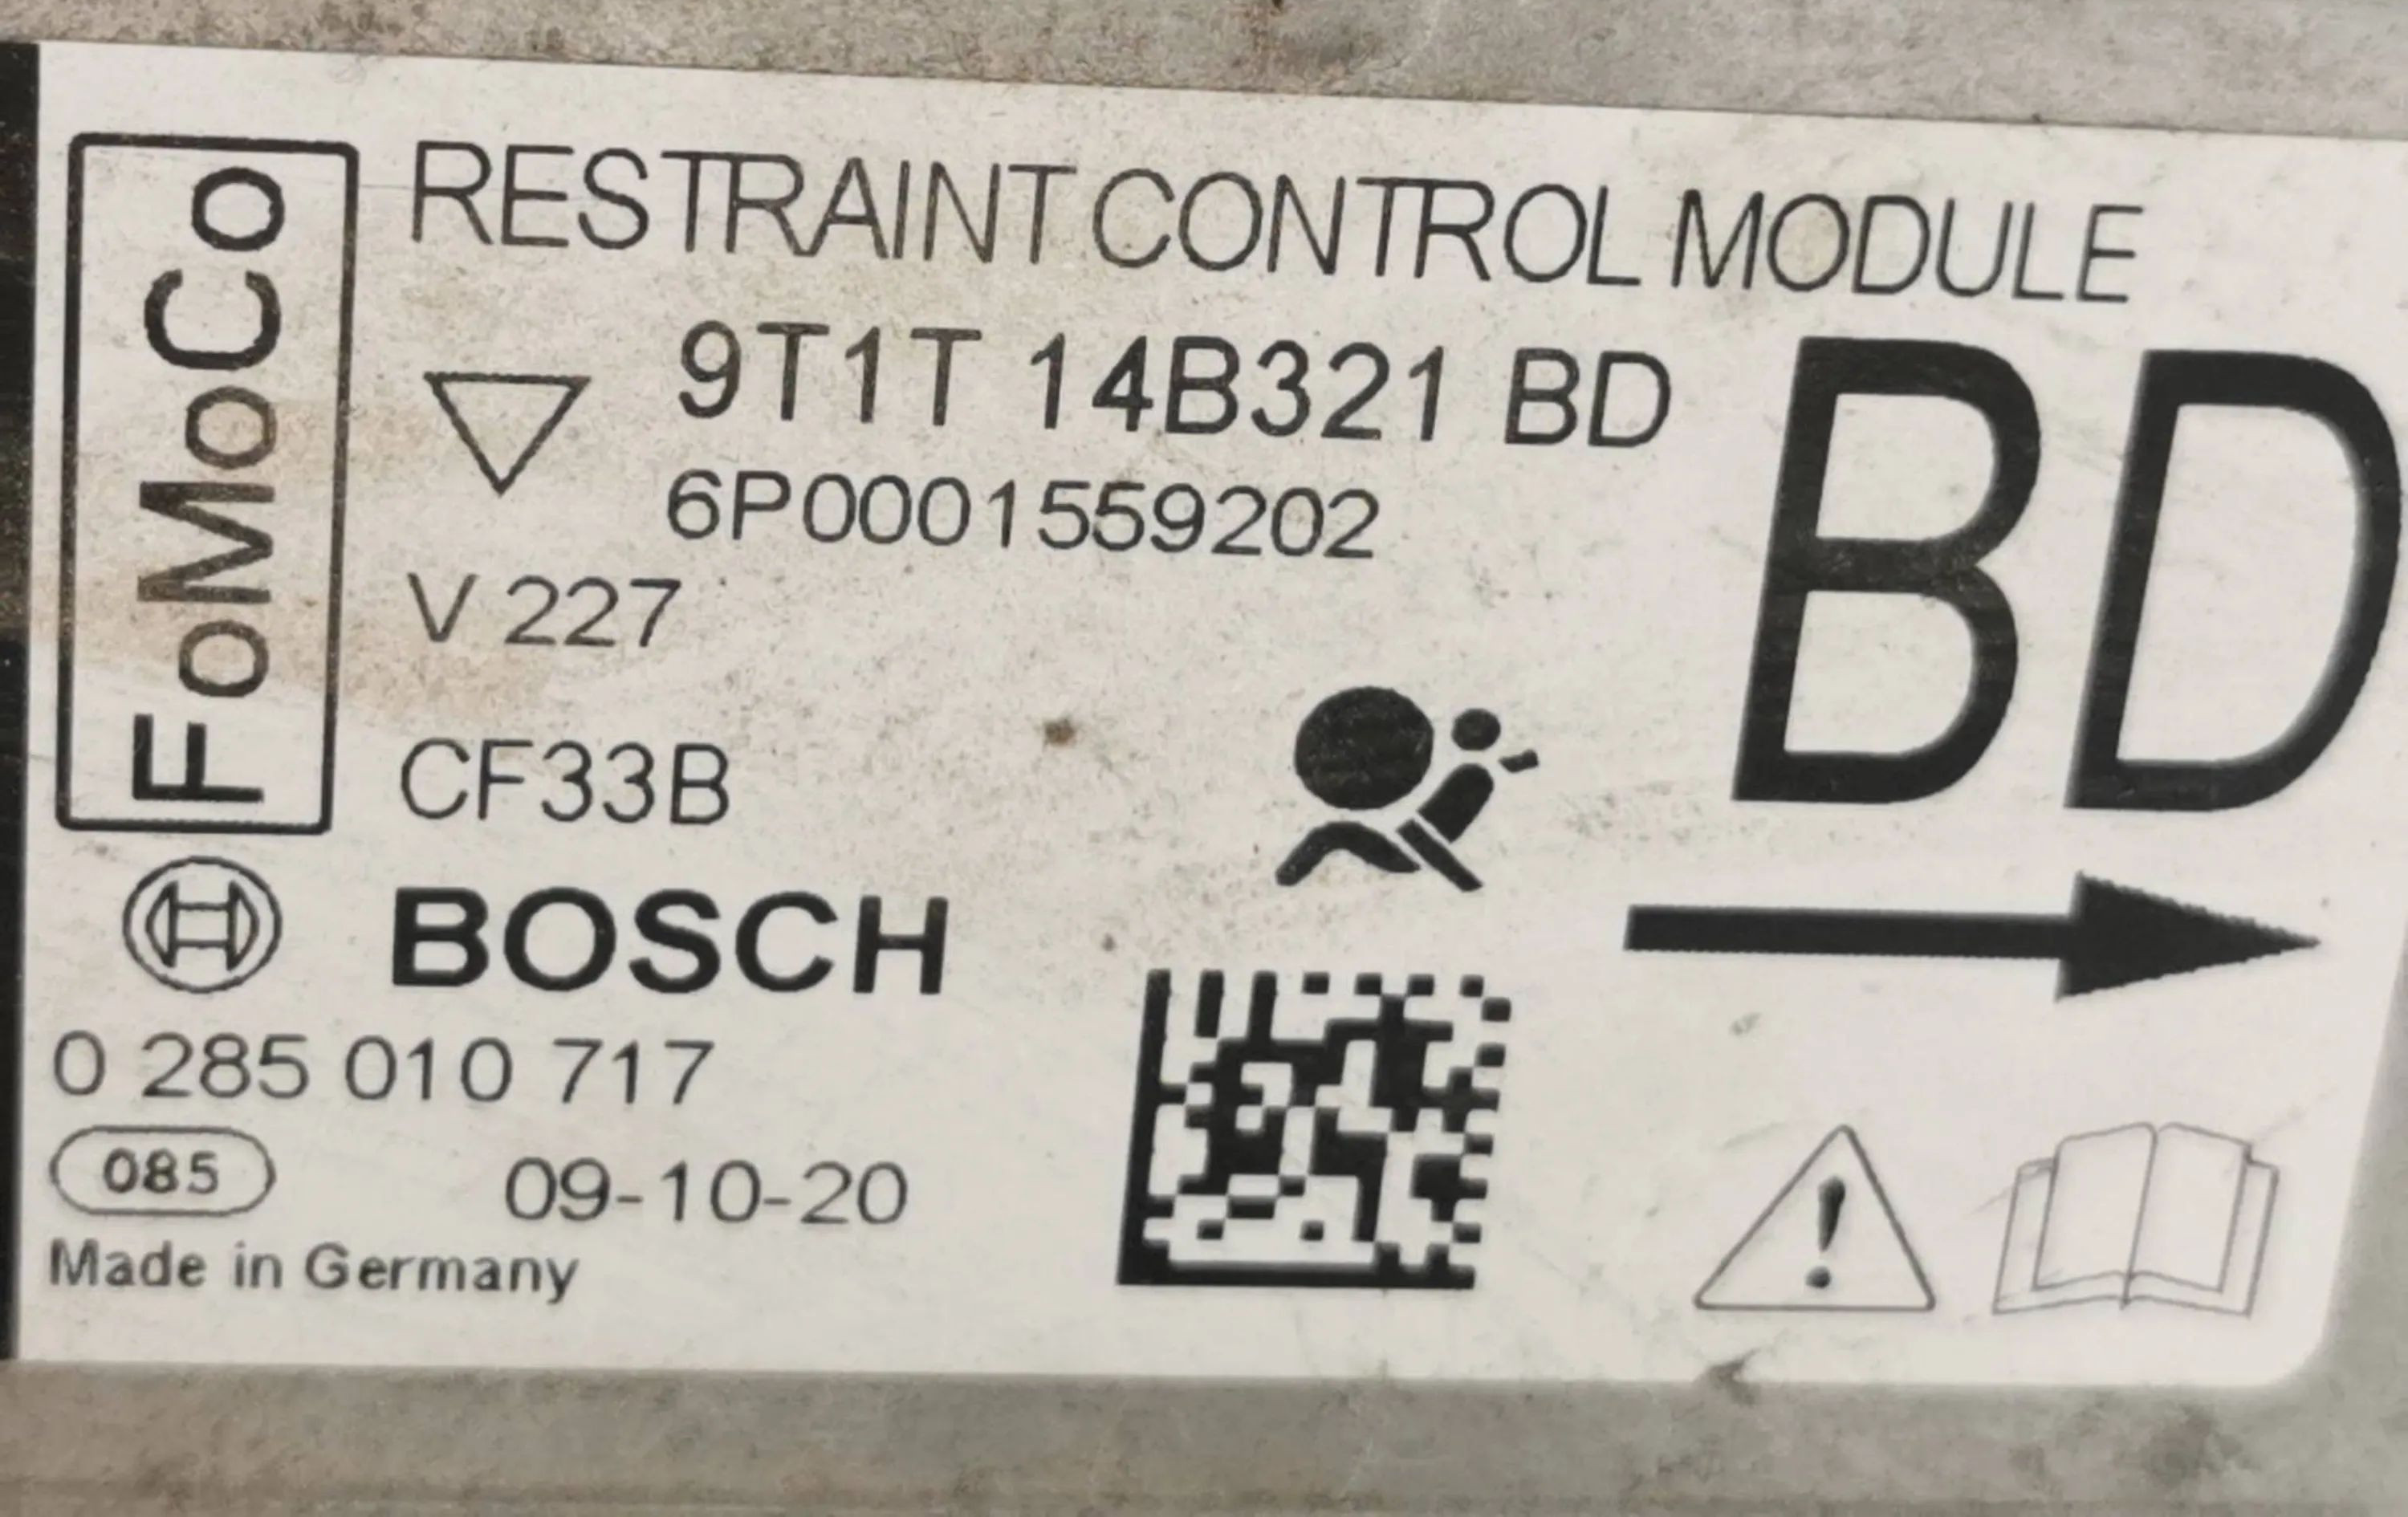 FoMoCo
RESTRAINT CONTROL MODULE
9T1T 14B321 BD
BD
6P0001559202
V 227
CF33B
BOSCH
0 285 010 717
085
09-10-20
Made in Germany